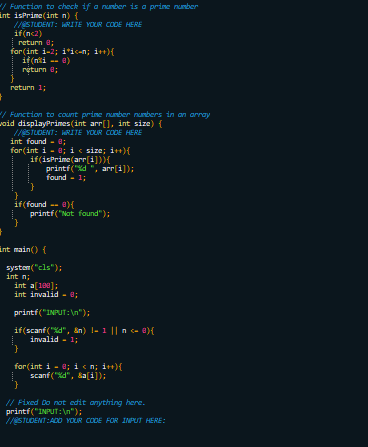 // Function to check if a number is a prime number
int isPrime(int n) {
//@STUDENT: WRITE YOUR CODE HERE
if(n<2)
return 0;
for(int i=2; i*i<=n; i++){
if(n%i == 0)
return 0;
}
return 1;
}
// Function to count prime number numbers in an array
void displayPrimes(int arr[], int size) {
//@STUDENT: WRITE YOUR CODE HERE
int found = 0;
for(int i = 0; i < size; i++){
if(isPrime(arr[i])){
printf("%d ", arr[i]);
found = 1;
}
}
if(found == 0){
printf("Not found");
}
}
int main() {
system("cls");
int n;
int a[100];
int invalid = 0;
printf("INPUT:\n");
if(scanf("%d", &n) != 1 || n <= 0){
invalid = 1;
}
for(int i = 0; i < n; i++){
scanf("%d", &a[i]);
}
// Fixed Do not edit anything here.
printf("INPUT:\n");
//@STUDENT:ADD YOUR CODE FOR INPUT HERE: